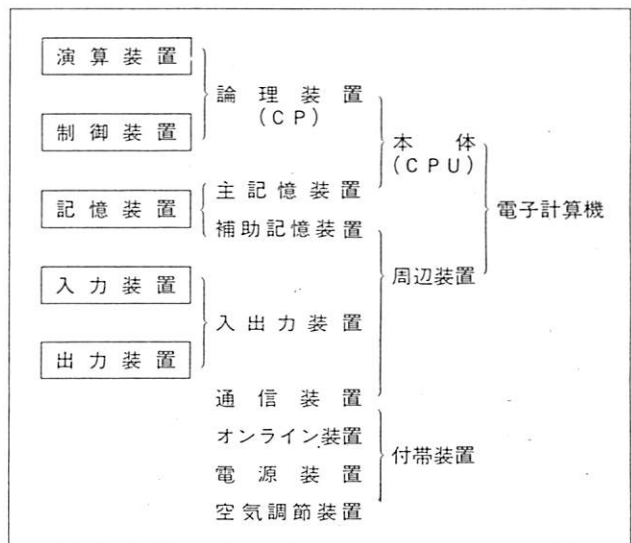 演算装置
論理装置
(CP)
制御装置
本体
(CPU)
記憶装置
主記憶装置
補助記憶装置
電子計算機
入力装置
周辺装置
入出力装置
出力装置
通信装置
オンライン装置
付帯装置
電源装置
空気調節装置